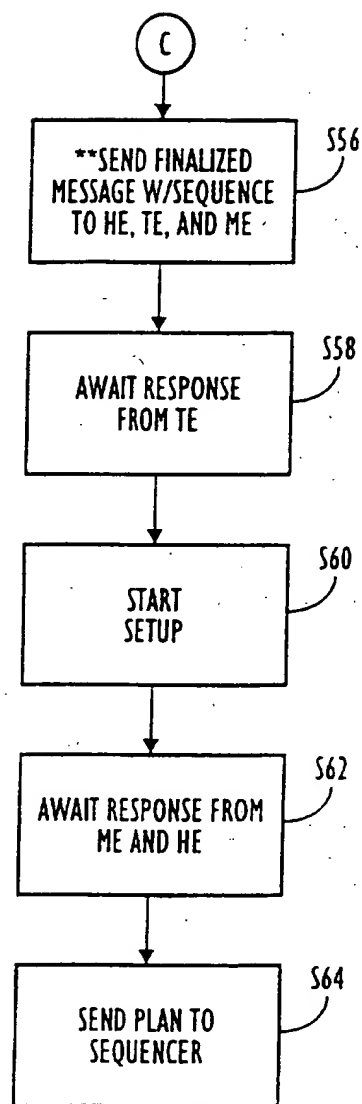 C
**SEND FINALIZED
MESSAGE W/SEQUENCE
TO HE, TE, AND ME
S56
AWAIT RESPONSE
FROM TE
S58
START
SETUP
S60
AWAIT RESPONSE FROM
ME AND HE
S62
SEND PLAN TO
SEQUENCER
S64